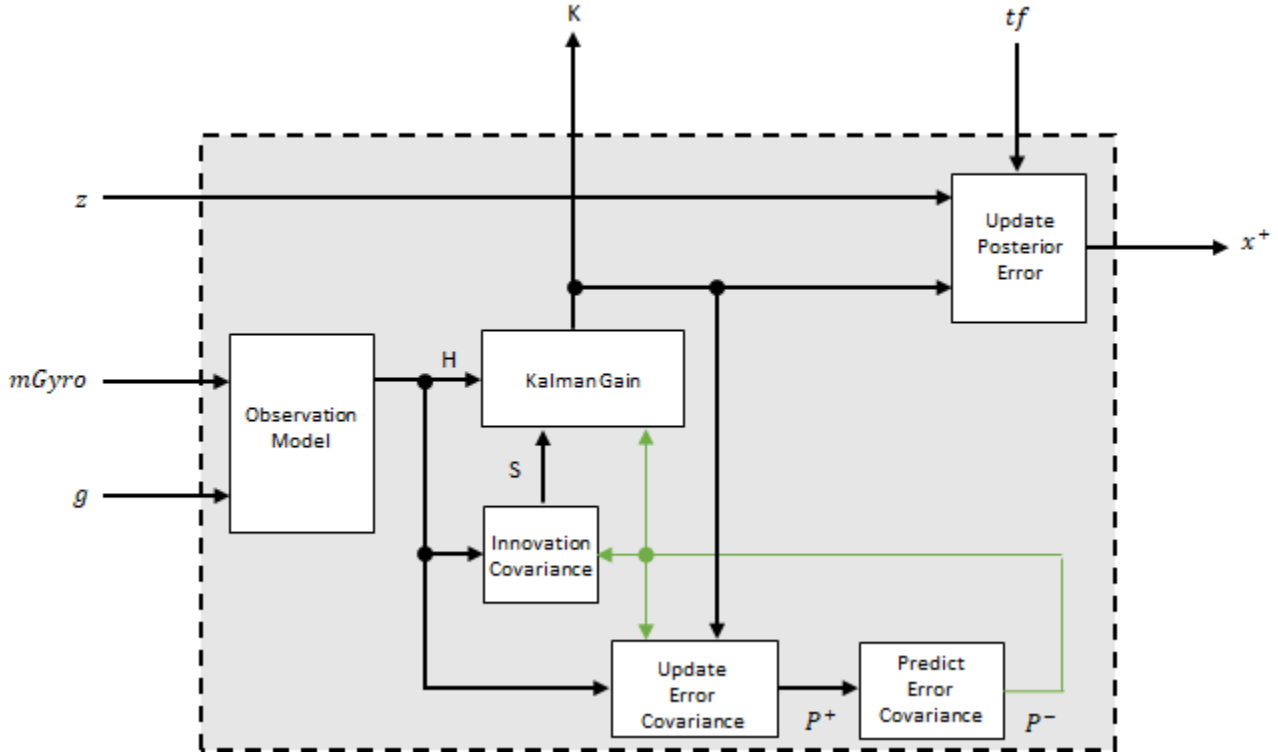 K
tf
z
Update
Posterior
Error
x⁺
mGyro
H
Kalman Gain
Observation
Model
g
S
Innovation
Covariance
Update
Error
Covariance
P⁺
Predict
Error
Covariance
P⁻